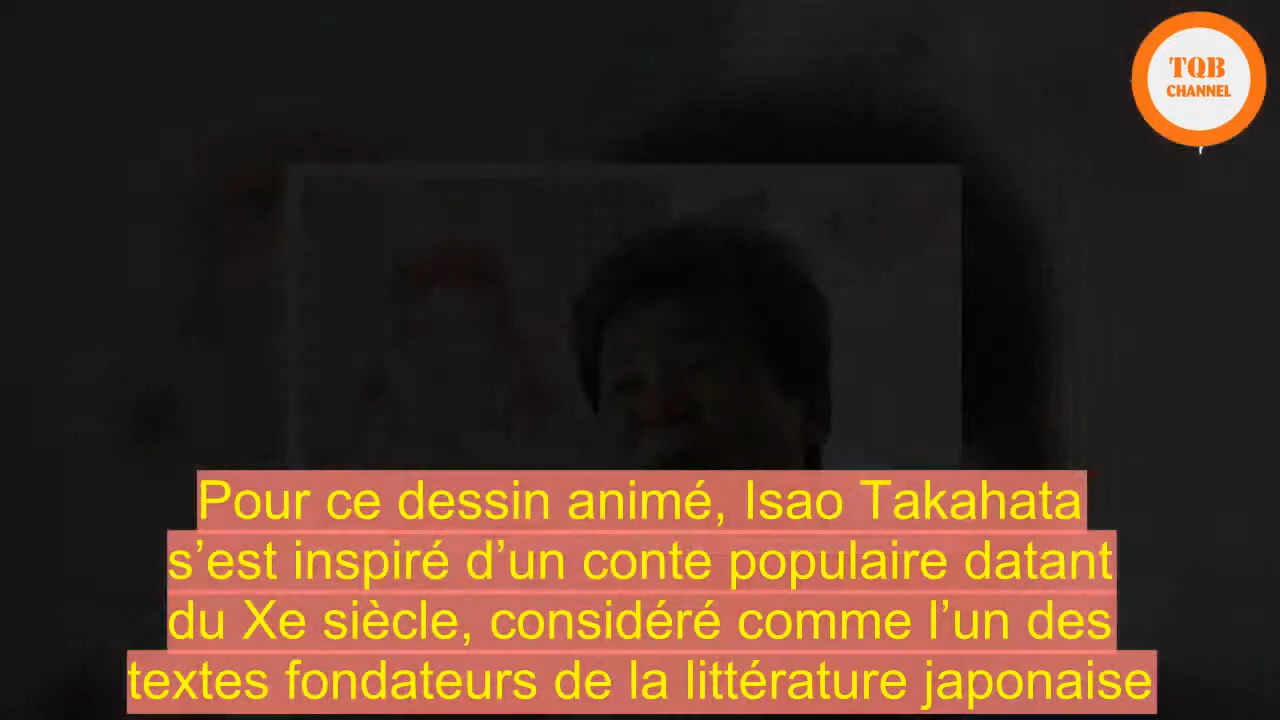 TQB
CHANNEL
Pour ce dessin animé, Isao Takahata
s’est inspiré d’un conte populaire datant
du Xe siècle, considéré comme l’un des
textes fondateurs de la littérature japonaise